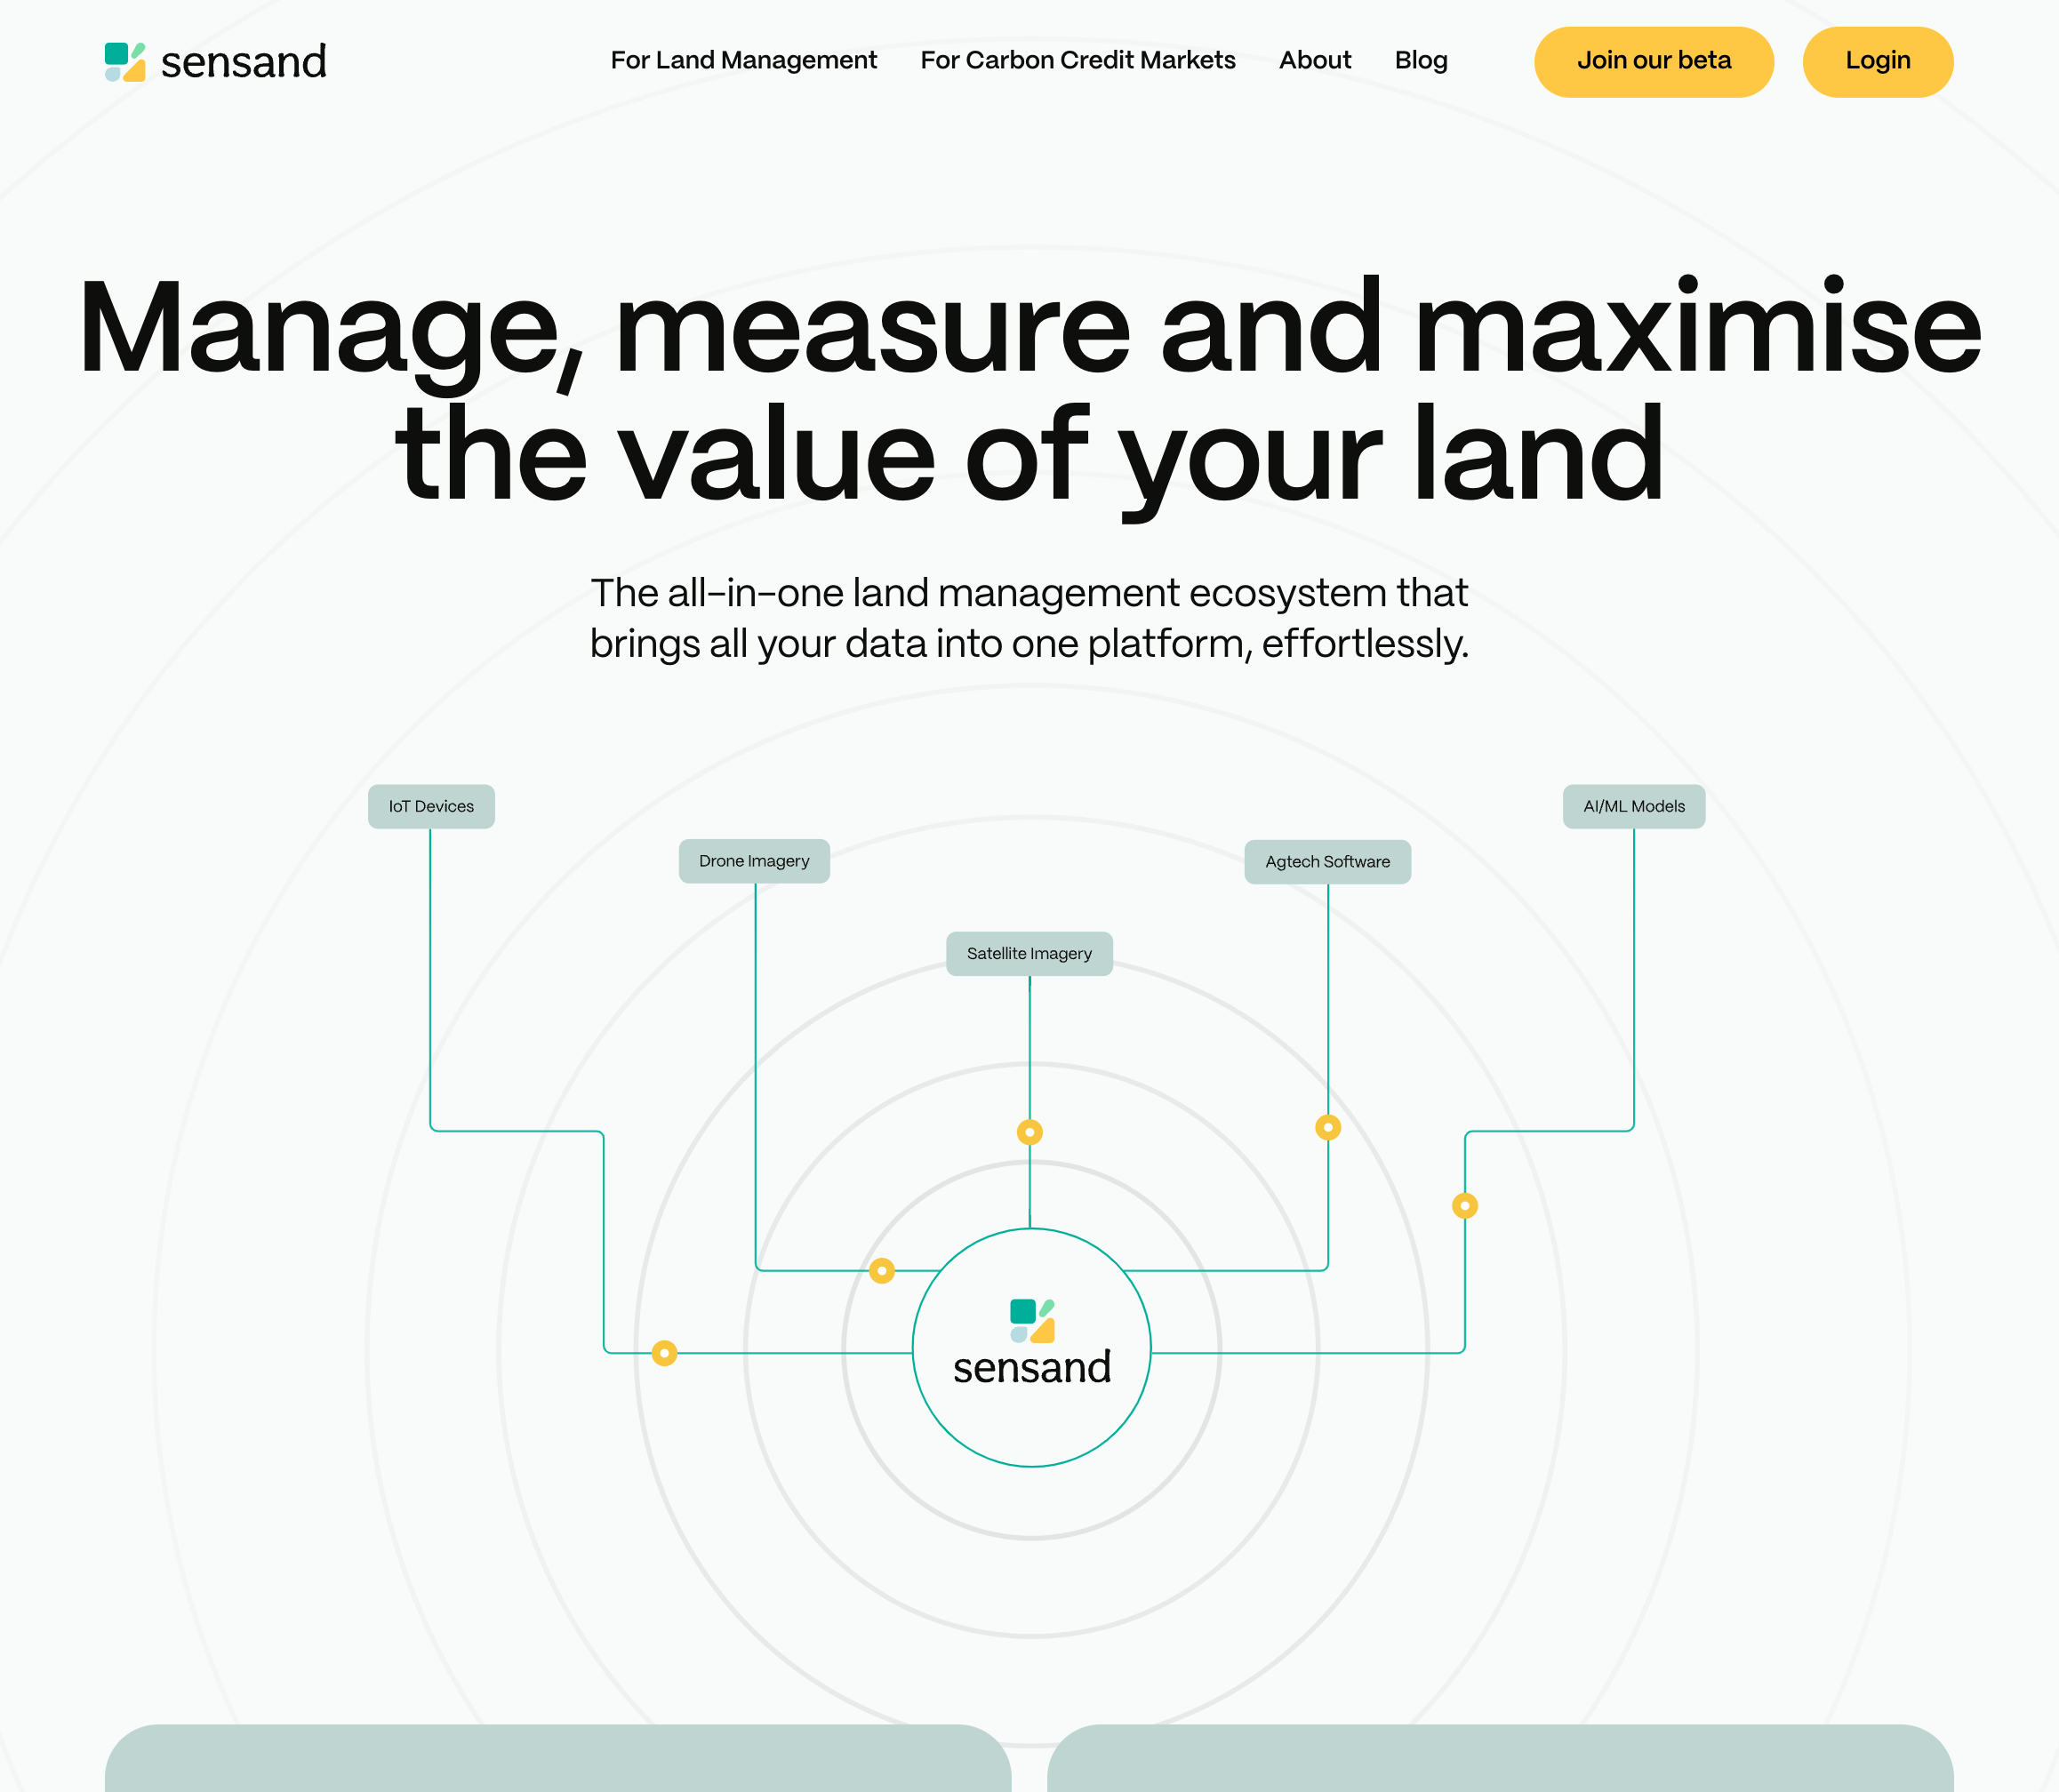 sensand
For Land Management
For Carbon Credit Markets
About
Blog
Join our beta
Login
Manage, measure and maximise
the value of your land
The all-in-one land management ecosystem that
brings all your data into one platform, effortlessly.
IoT Devices
AI/ML Models
Drone Imagery
Agtech Software
Satellite Imagery
sensand